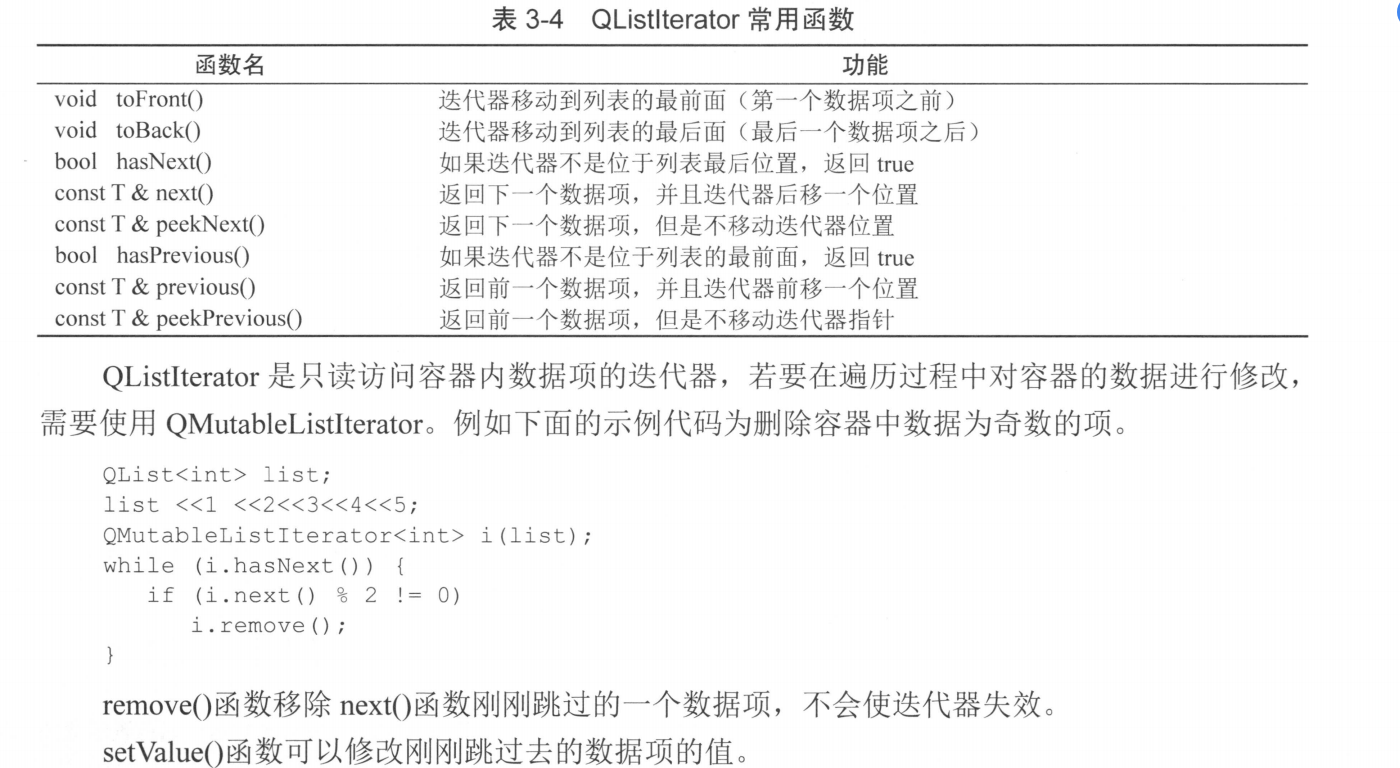 表 3-4 QListIterator 常用函数
函数名 功能
void toFront() 迭代器移动到列表的最前面（第一个数据项之前）
void toBack() 迭代器移动到列表的最后面（最后一个数据项之后）
bool hasNext() 如果迭代器不是位于列表最后位置，返回 true
const T & next() 返回下一个数据项，并且迭代器后移一个位置
const T & peekNext() 返回下一个数据项，但是不移动迭代器位置
bool hasPrevious() 如果迭代器不是位于列表的最前面，返回 true
const T & previous() 返回前一个数据项，并且迭代器前移一个位置
const T & peekPrevious() 返回前一个数据项，但是不移动迭代器指针
QListIterator 是只读访问容器内数据项的迭代器，若要在遍历过程中对容器的数据进行修改，
需要使用 QMutableListIterator。例如下面的示例代码为删除容器中数据为奇数的项。
QList<int> list;
list <<1 <<2<<3<<4<<5;
QMutableListIterator<int> i(list);
while (i.hasNext()) {
if (i.next() % 2 != 0)
i.remove();
}
remove()函数移除 next()函数刚刚跳过的一个数据项，不会使迭代器失效。
setValue()函数可以修改刚刚跳过去的数据项的值。